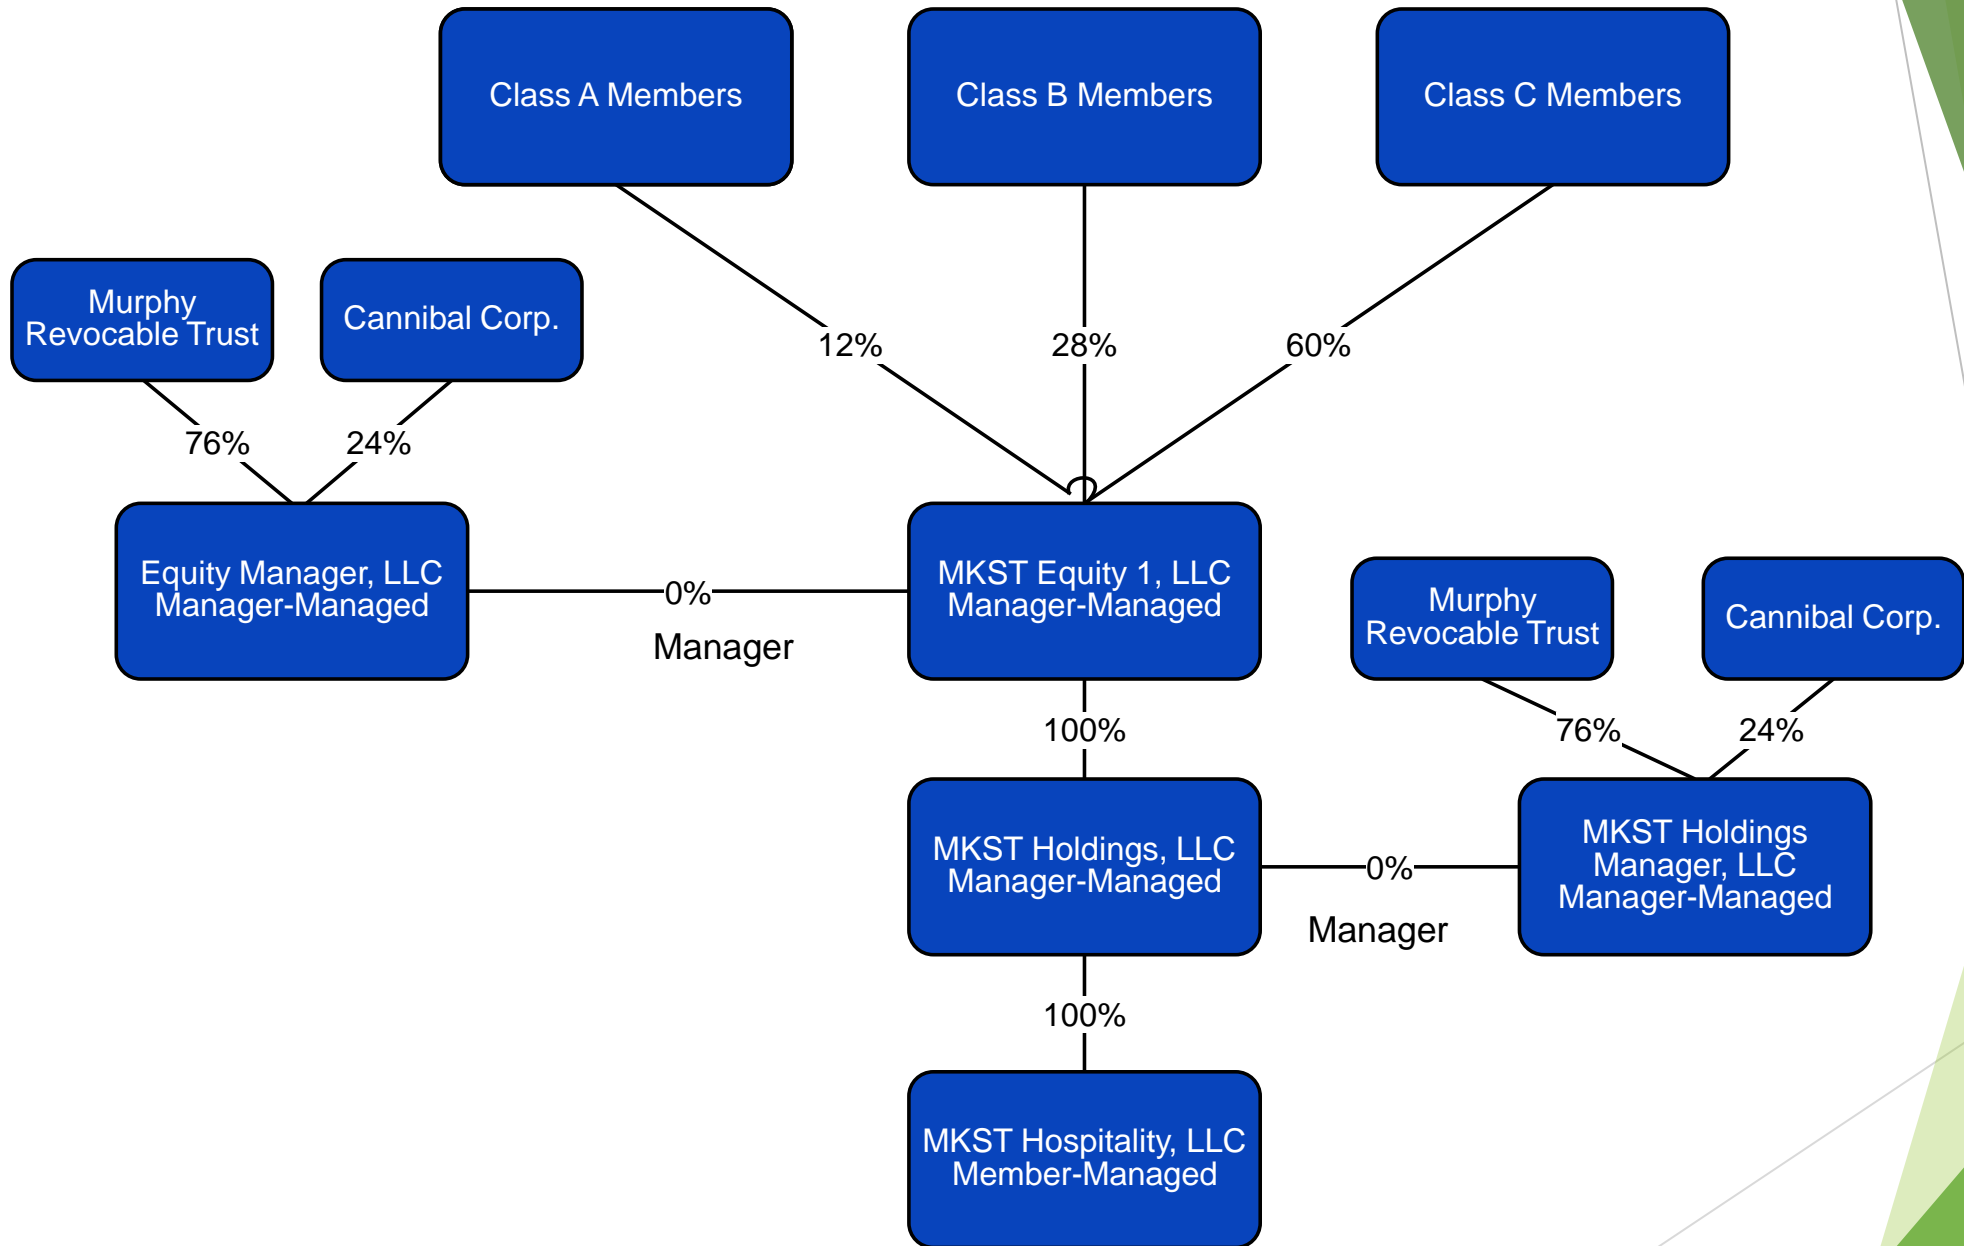 Class A Members
Class B Members
Class C Members
Murphy
Revocable Trust
Cannibal Corp.
12%
28%
60%
76%
24%
Equity Manager, LLC
Manager-Managed
0%
Manager
MKST Equity 1, LLC
Manager-Managed
Murphy
Revocable Trust
Cannibal Corp.
100%
76%
24%
MKST Holdings, LLC
Manager-Managed
0%
Manager
MKST Holdings
Manager, LLC
Manager-Managed
100%
MKST Hospitality, LLC
Member-Managed